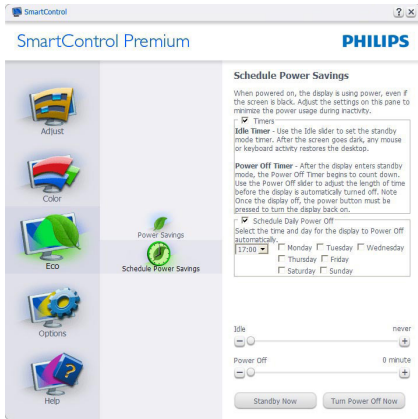 SmartControl
SmartControl Premium
PHILIPS
Adjust
Color
Eco
Options
Help
Power Savings
Schedule Power Savings
Schedule Power Savings
When powered on, the display is using power, even if
the screen is black. Adjust the settings on this pane to
minimize the power usage during inactivity.
Timers
Idle Timer - Use the Idle slider to set the standby
mode timer. After the screen goes dark, any mouse
or keyboard activity restores the desktop.
Power Off Timer - After the display enters standby
mode, the Power Off Timer begins to count down.
Use the Power Off slider to adjust the length of time
before the display is automatically turned off. Note
Once the display off, the power button must be
pressed to turn the display back on.
Schedule Daily Power Off
Select the time and day for the display to Power Off
automatically.
17:00 Monday Tuesday Wednesday
Thursday Friday
Saturday Sunday
Idle never
Power Off 0 minute
Standby Now Turn Power Off Now